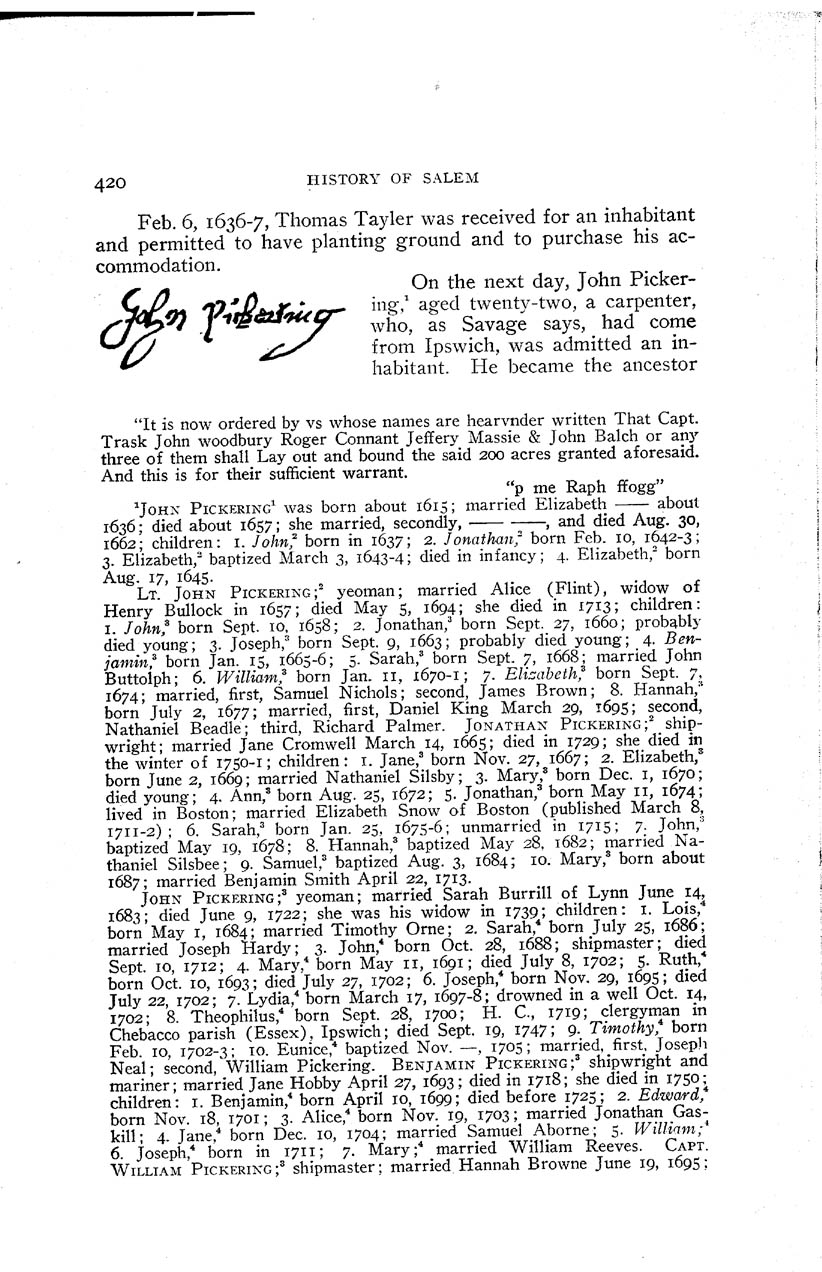 420 HISTORY OF SALEM
Feb. 6, 1636-7, Thomas Tayler was received for an inhabitant
and permitted to have planting ground and to purchase his ac-
commodation.
John Pickering
On the next day, John Picker-
ing,¹ aged twenty-two, a carpenter,
who, as Savage says, had come
from Ipswich, was admitted an in-
habitant. He became the ancestor
"It is now ordered by vs whose names are hearvnder written That Capt.
Trask John woodbury Roger Connant Jeffery Massie & John Balch or any
three of them shall Lay out and bound the said 200 acres granted aforesaid.
And this is for their sufficient warrant.
"p me Raph ffogg"
¹JOHN PICKERING¹ was born about 1615; married Elizabeth —— about
1636; died about 1657; she married, secondly, —— ——, and died Aug. 30,
1662; children: 1. John,² born in 1637; 2. Jonathan,² born Feb. 10, 1642-3;
3. Elizabeth,² baptized March 3, 1643-4; died in infancy; 4. Elizabeth,² born
Aug. 17, 1645.
LT. JOHN PICKERING;² yeoman; married Alice (Flint), widow of
Henry Bullock in 1657; died May 5, 1694; she died in 1713; children:
1. John,³ born Sept. 10, 1658; 2. Jonathan,³ born Sept. 27, 1660; probably
died young; 3. Joseph,³ born Sept. 9, 1663; probably died young; 4. Ben-
jamin,³ born Jan. 15, 1665-6; 5. Sarah,³ born Sept. 7, 1668; married John
Buttolph; 6. William,³ born Jan. 11, 1670-1; 7. Elizabeth,³ born Sept. 7,
1674; married, first, Samuel Nichols; second, James Brown; 8. Hannah,³
born July 2, 1677; married, first, Daniel King March 29, 1695; second,
Nathaniel Beadle; third, Richard Palmer. JONATHAN PICKERING;² ship-
wright; married Jane Cromwell March 14, 1665; died in 1729; she died in
the winter of 1750-1; children: 1. Jane,³ born Nov. 27, 1667; 2. Elizabeth,³
born June 2, 1669; married Nathaniel Silsby; 3. Mary,³ born Dec. 1, 1670;
died young; 4. Ann,³ born Aug. 25, 1672; 5. Jonathan,³ born May 11, 1674;
lived in Boston; married Elizabeth Snow of Boston (published March 8,
1711-2); 6. Sarah,³ born Jan. 25, 1675-6; unmarried in 1715; 7. John,³
baptized May 19, 1678; 8. Hannah,³ baptized May 28, 1682; married Na-
thaniel Silsbee; 9. Samuel,³ baptized Aug. 3, 1684; 10. Mary,³ born about
1687; married Benjamin Smith April 22, 1713.
JOHN PICKERING;³ yeoman; married Sarah Burrill of Lynn June 14,
1683; died June 9, 1722; she was his widow in 1739; children: 1. Lois,⁴
born May 1, 1684; married Timothy Orne; 2. Sarah,⁴ born July 25, 1686;
married Joseph Hardy; 3. John,⁴ born Oct. 28, 1688; shipmaster; died
Sept. 10, 1712; 4. Mary,⁴ born May 11, 1691; died July 8, 1702; 5. Ruth,⁴
born Oct. 10, 1693; died July 27, 1702; 6. Joseph,⁴ born Nov. 29, 1695; died
July 22, 1702; 7. Lydia,⁴ born March 17, 1697-8; drowned in a well Oct. 14,
1702; 8. Theophilus,⁴ born Sept. 28, 1700; H. C., 1719; clergyman in
Chebacco parish (Essex), Ipswich; died Sept. 19, 1747; 9. Timothy,⁴ born
Feb. 10, 1702-3; 10. Eunice,⁴ baptized Nov. —, 1705; married, first, Joseph
Neal; second, William Pickering. BENJAMIN PICKERING;³ shipwright and
mariner; married Jane Hobby April 27, 1693; died in 1718; she died in 1750;
children: 1. Benjamin,⁴ born April 10, 1699; died before 1725; 2. Edward,⁴
born Nov. 18, 1701; 3. Alice,⁴ born Nov. 19, 1703; married Jonathan Gas-
kill; 4. Jane,⁴ born Dec. 10, 1704; married Samuel Aborne; 5. William;⁴
6. Joseph,⁴ born in 1711; 7. Mary;⁴ married William Reeves. CAPT.
WILLIAM PICKERING;³ shipmaster; married Hannah Browne June 19, 1695;